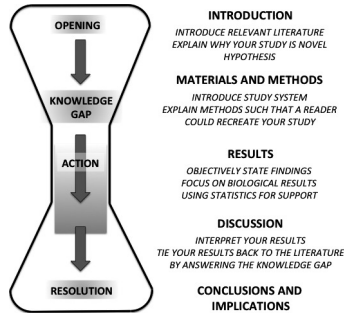 OPENING
KNOWLEDGE
GAP
ACTION
RESOLUTION
INTRODUCTION
INTRODUCE RELEVANT LITERATURE
EXPLAIN WHY YOUR STUDY IS NOVEL
HYPOTHESIS
MATERIALS AND METHODS
INTRODUCE STUDY SYSTEM
EXPLAIN METHODS SUCH THAT A READER
COULD RECREATE YOUR STUDY
RESULTS
OBJECTIVELY STATE FINDINGS
FOCUS ON BIOLOGICAL RESULTS
USING STATISTICS FOR SUPPORT
DISCUSSION
INTERPRET YOUR RESULTS
TIE YOUR RESULTS BACK TO THE LITERATURE
BY ANSWERING THE KNOWLEDGE GAP
CONCLUSIONS AND
IMPLICATIONS